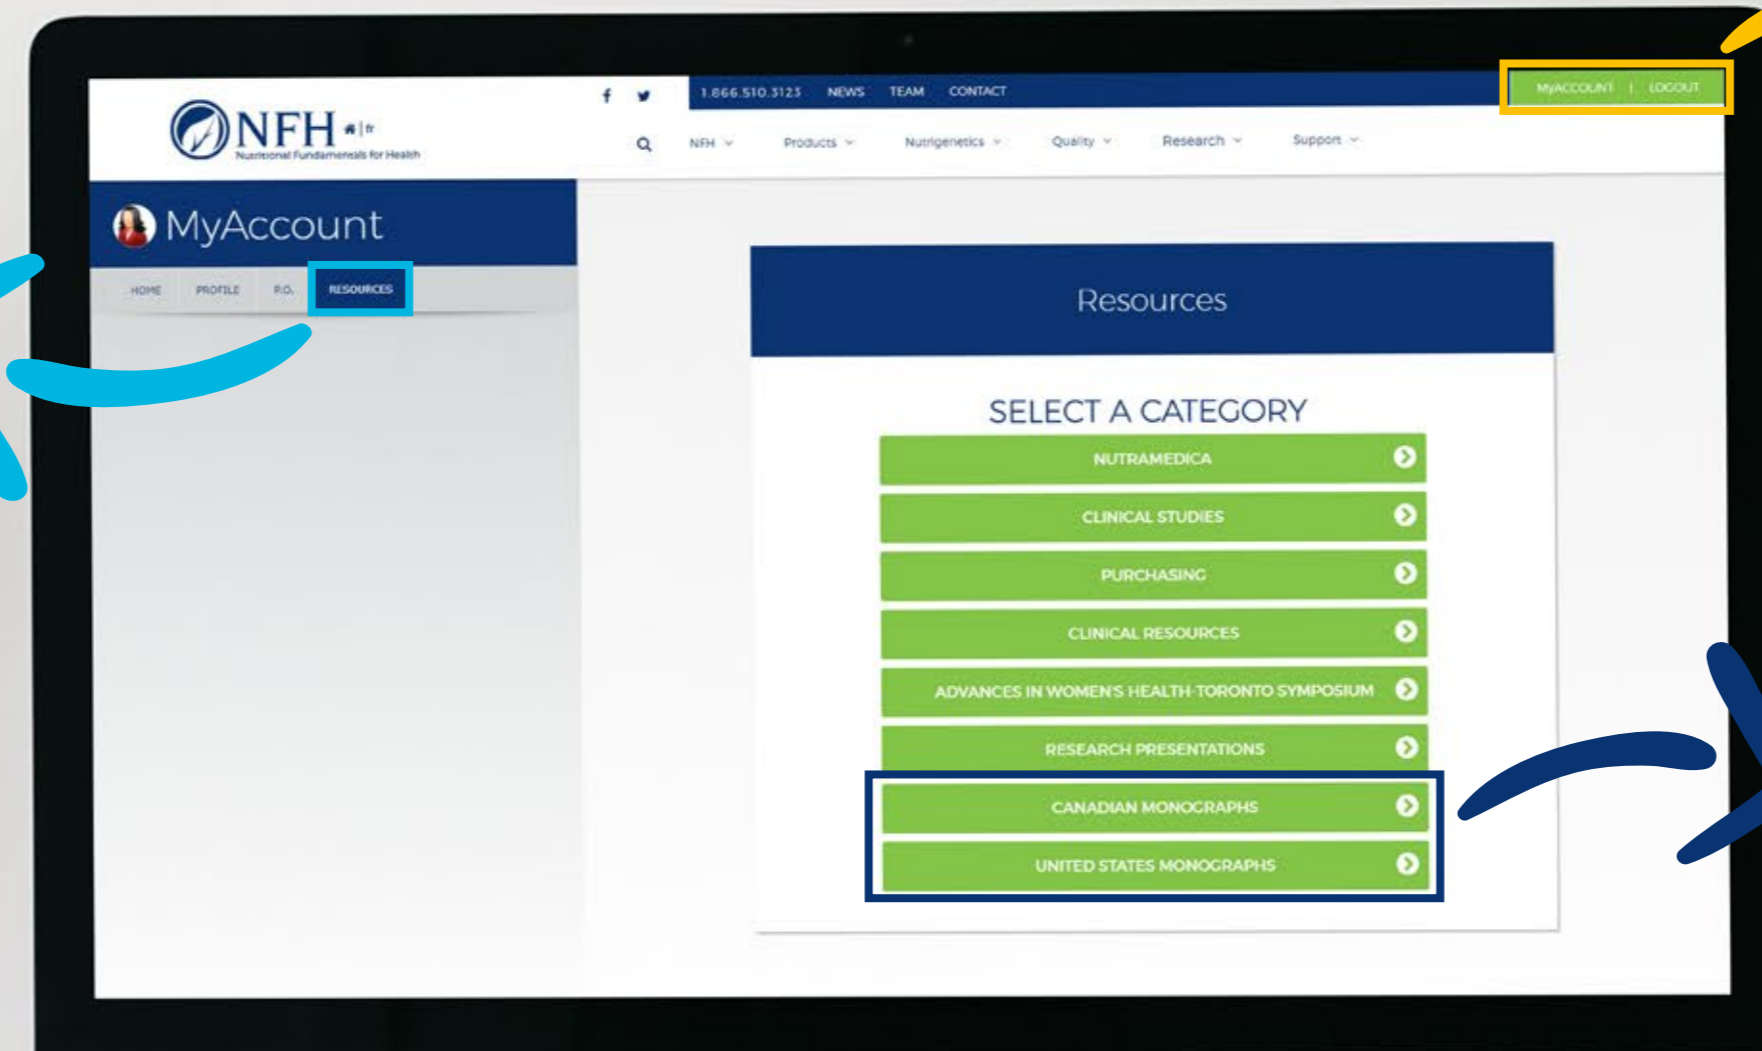 1.866.510.3123 NEWS TEAM CONTACT
MyACCOUNT | LOGOUT
NFH fr
Nutritional Fundamentals for Health
NFH Products Nutrigenetics Quality Research Support
MyAccount
HOME PROFILE P.O. RESOURCES
Resources
SELECT A CATEGORY
NUTRAMEDICA
CLINICAL STUDIES
PURCHASING
CLINICAL RESOURCES
ADVANCES IN WOMEN'S HEALTH-TORONTO SYMPOSIUM
RESEARCH PRESENTATIONS
CANADIAN MONOGRAPHS
UNITED STATES MONOGRAPHS